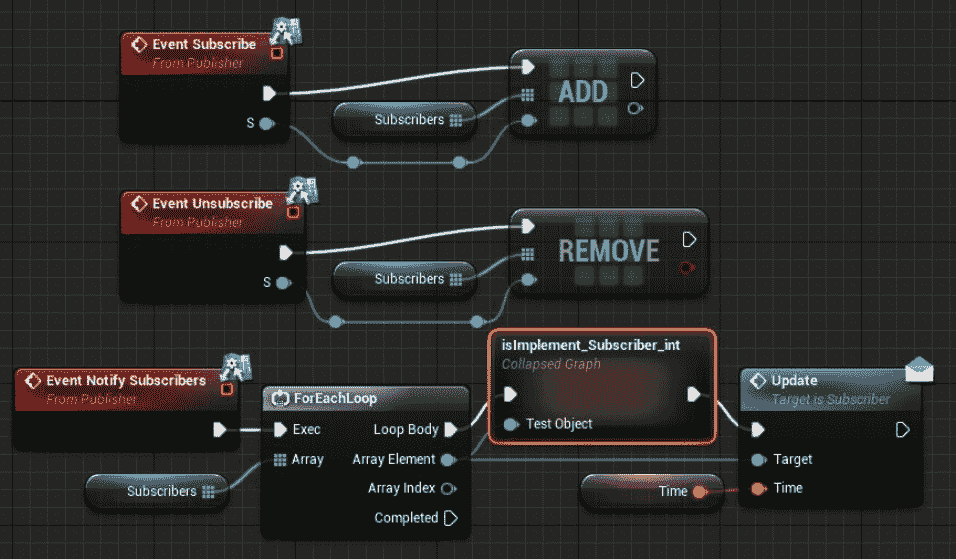 Event Subscribe
From Publisher
S
Subscribers
ADD
Event Unsubscribe
From Publisher
S
Subscribers
REMOVE
Event Notify Subscribers
From Publisher
Subscribers
ForEachLoop
Exec
Loop Body
Array
Array Element
Array Index
Completed
isImplement_Subscriber_int
Collapsed Graph
Test Object
Time
Update
Target is Subscriber
Target
Time